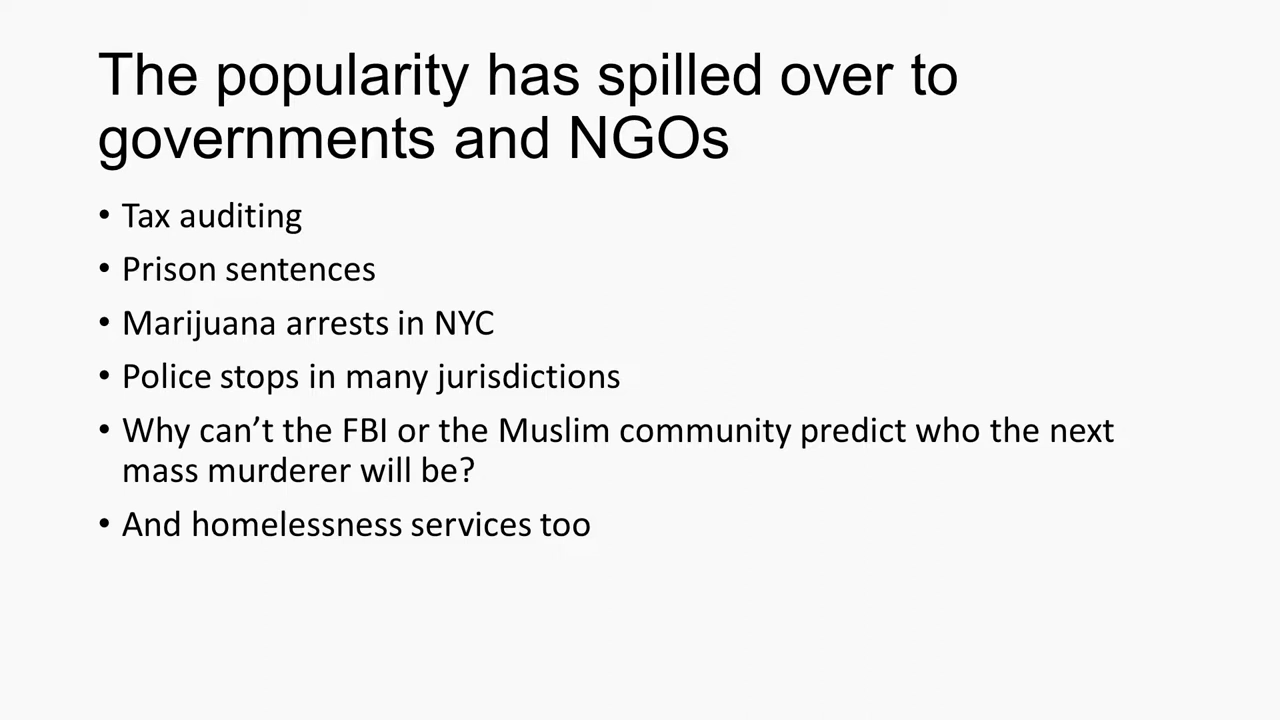 The popularity has spilled over to
governments and NGOs
• Tax auditing
• Prison sentences
• Marijuana arrests in NYC
• Police stops in many jurisdictions
• Why can’t the FBI or the Muslim community predict who the next
mass murderer will be?
• And homelessness services too